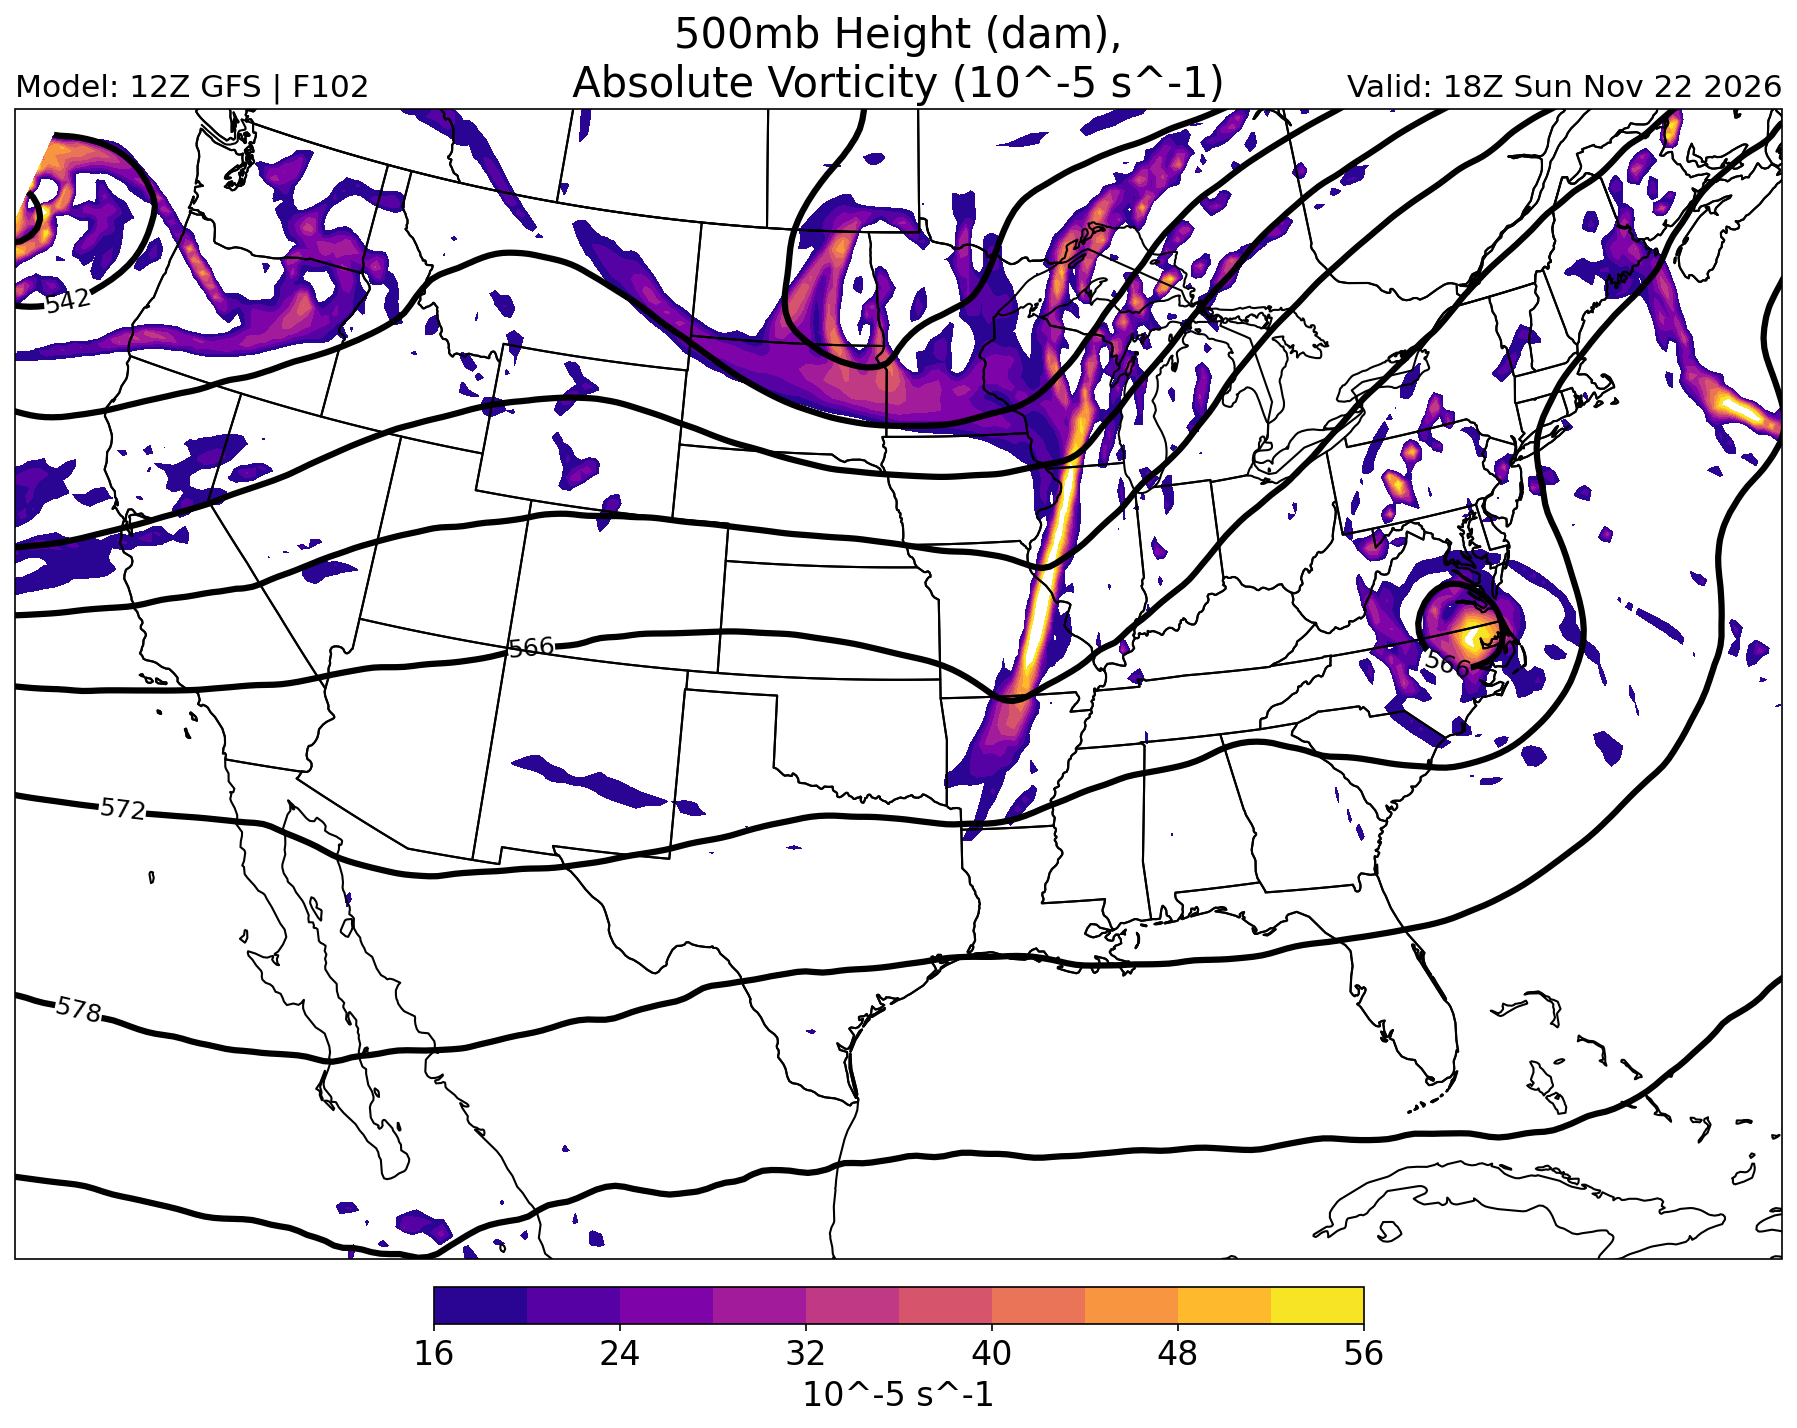 500mb Height (dam),
Model: 12Z GFS | F102
Absolute Vorticity (10^-5 s^-1)
Valid: 18Z Sun Nov 22 2026
542
566
566
572
578
16 24 32 40 48 56
10^-5 s^-1